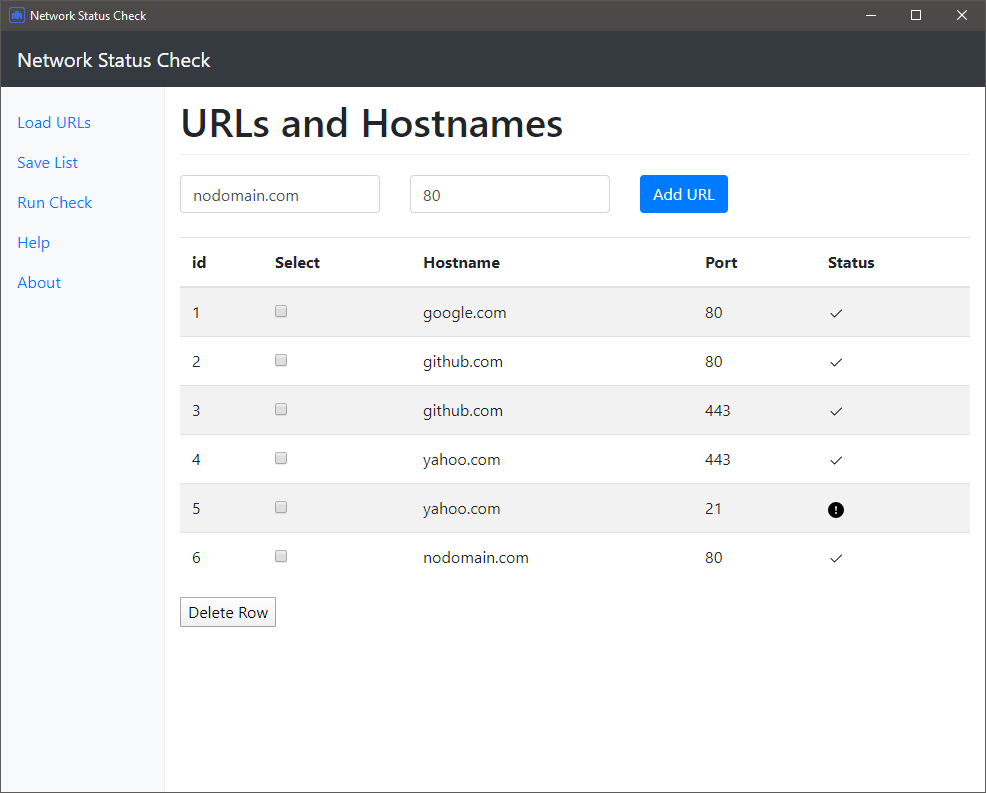 Network Status Check
Network Status Check
Load URLs
Save List
Run Check
Help
About
URLs and Hostnames
nodomain.com 80 Add URL
id Select Hostname Port Status
1 google.com 80
2 github.com 80
3 github.com 443
4 yahoo.com 443
5 yahoo.com 21
6 nodomain.com 80
Delete Row